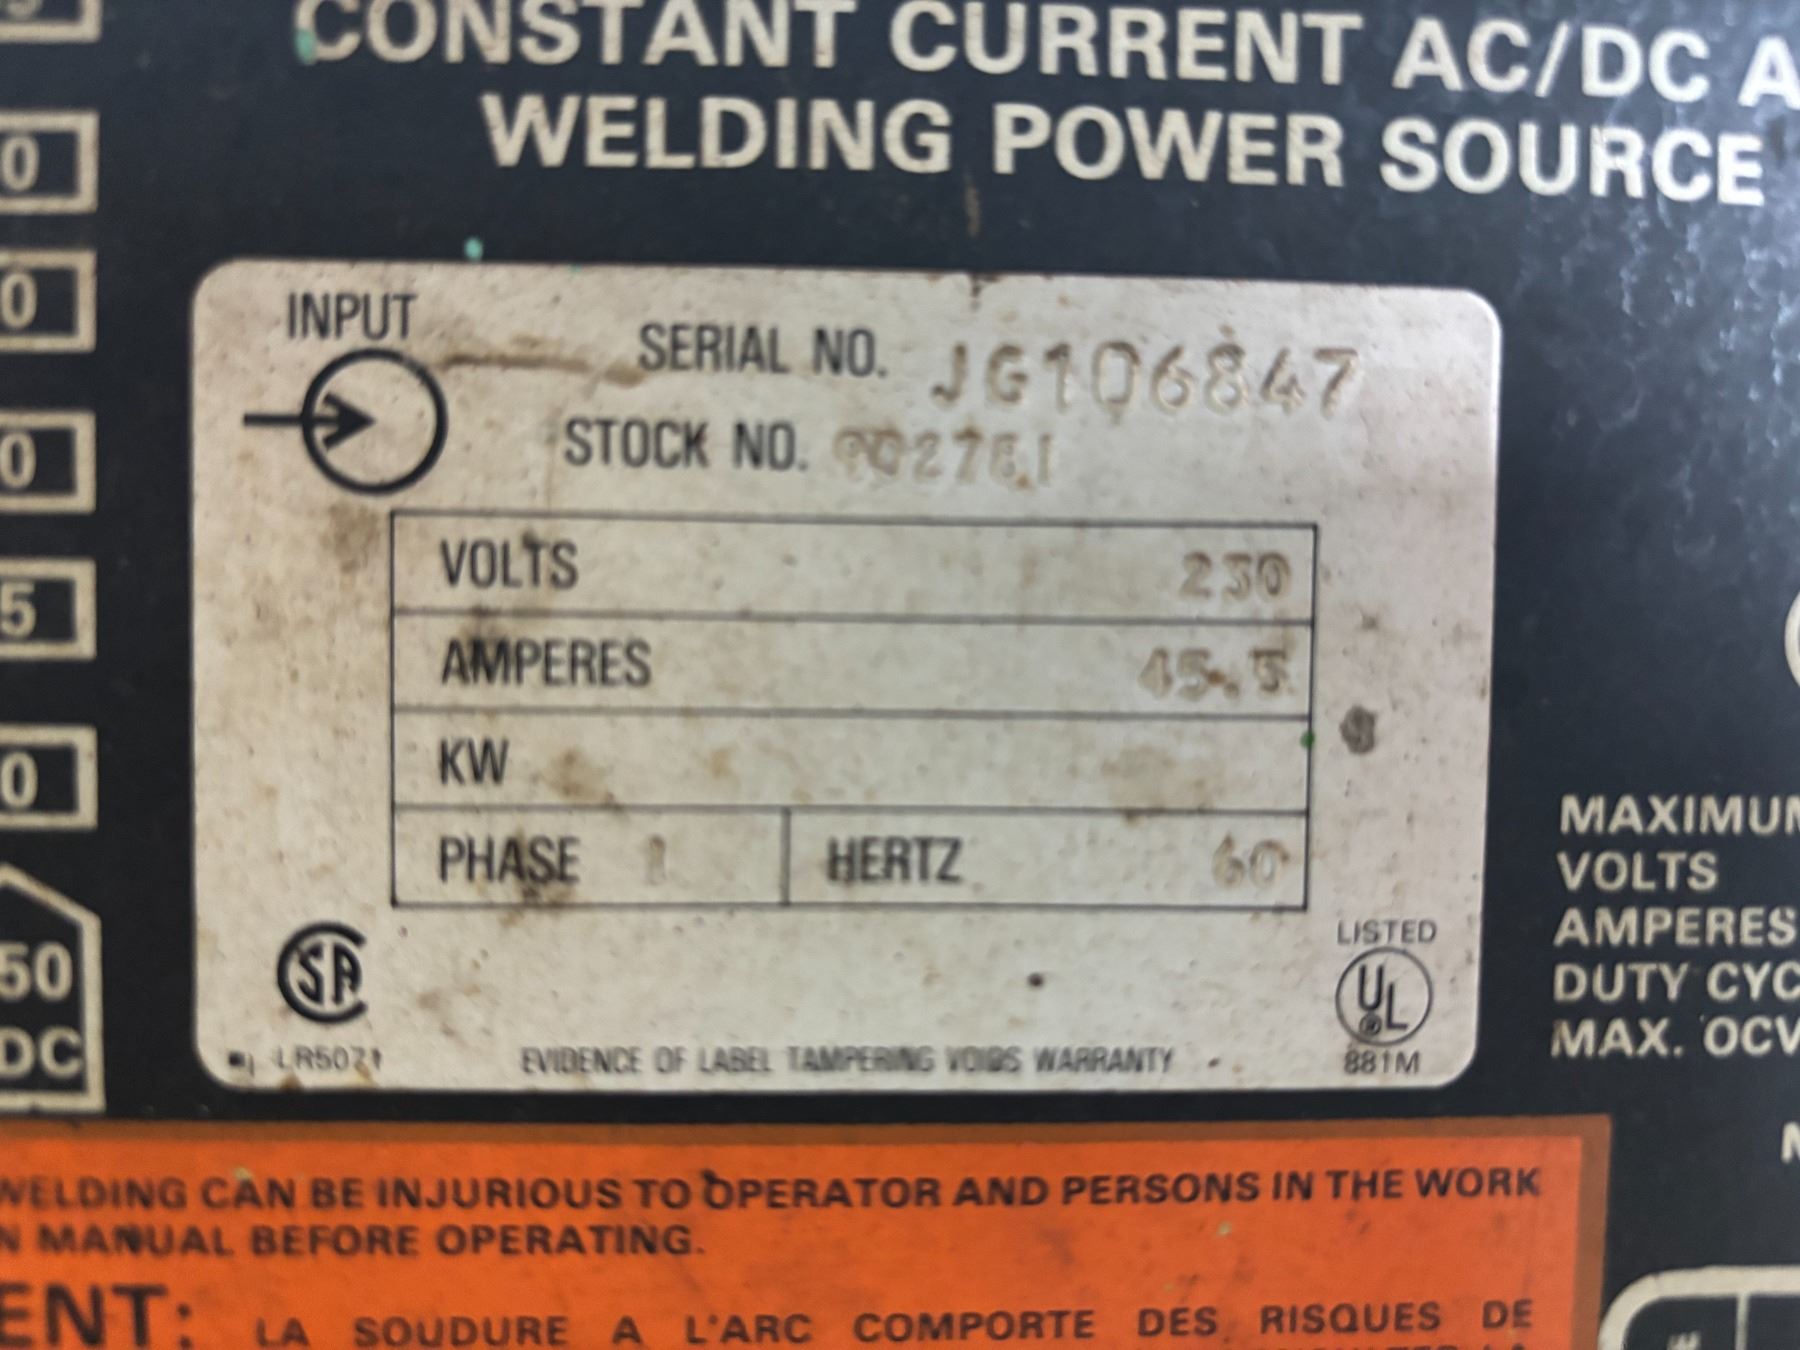 CONSTANT CURRENT AC/DC A
WELDING POWER SOURCE
0
0
0
5
0
50
DC
INPUT
SERIAL NO. JG106847
STOCK NO.
VOLTS 230
AMPERES 45.5
KW
PHASE 1 HERTZ 60
SA
LR5071
EVIDENCE OF LABEL TAMPERING VOIDS WARRANTY
LISTED
UL
®
881M
MAXIMUM
VOLTS
AMPERES
DUTY CYC
MAX. OCV
WELDING CAN BE INJURIOUS TO OPERATOR AND PERSONS IN THE WORK
N MANUAL BEFORE OPERATING.
ENT: LA SOUDURE A L'ARC COMPORTE DES RISQUES DE